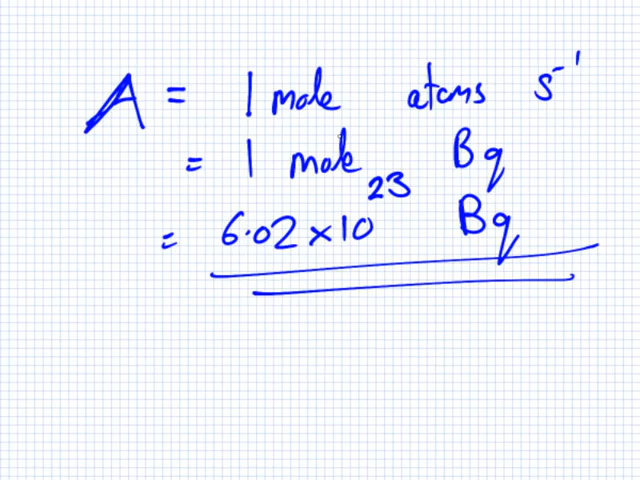 A = 1 mole atoms s⁻¹
= 1 mole Bq
= 6.02 × 10²³ Bq